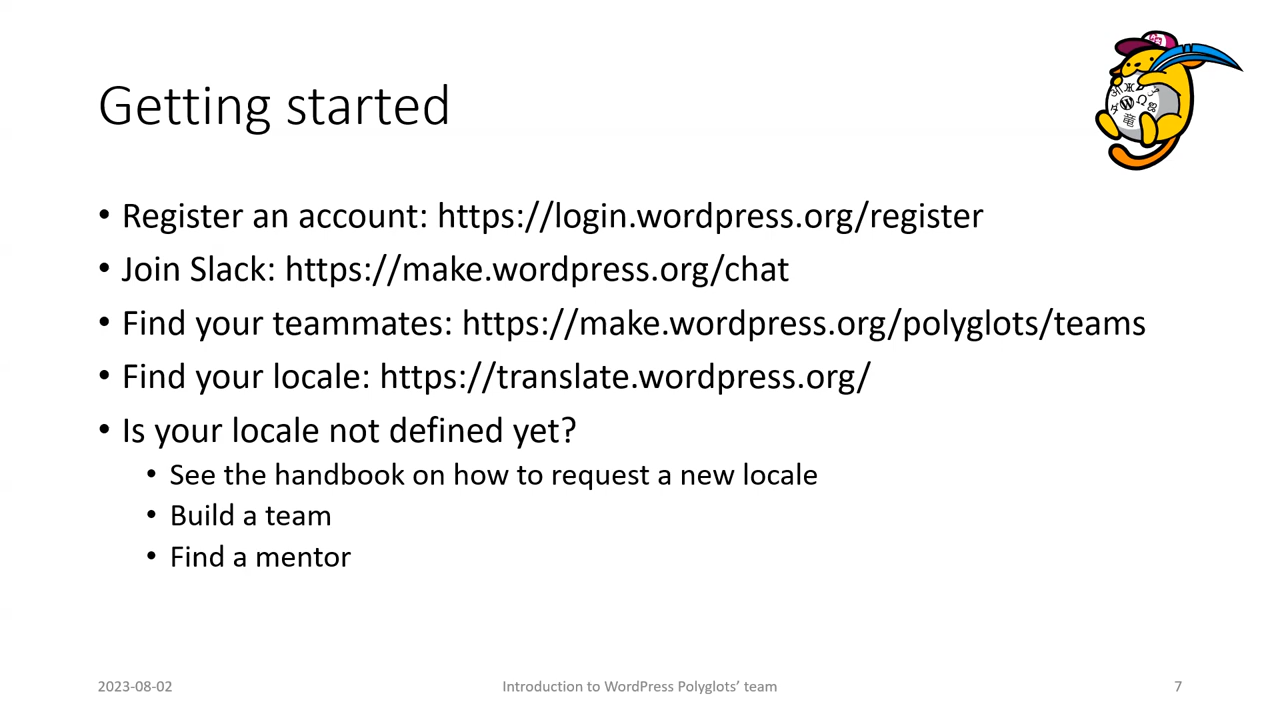 Getting started
• Register an account: https://login.wordpress.org/register
• Join Slack: https://make.wordpress.org/chat
• Find your teammates: https://make.wordpress.org/polyglots/teams
• Find your locale: https://translate.wordpress.org/
• Is your locale not defined yet?
• See the handbook on how to request a new locale
• Build a team
• Find a mentor
2023-08-02
Introduction to WordPress Polyglots’ team
7